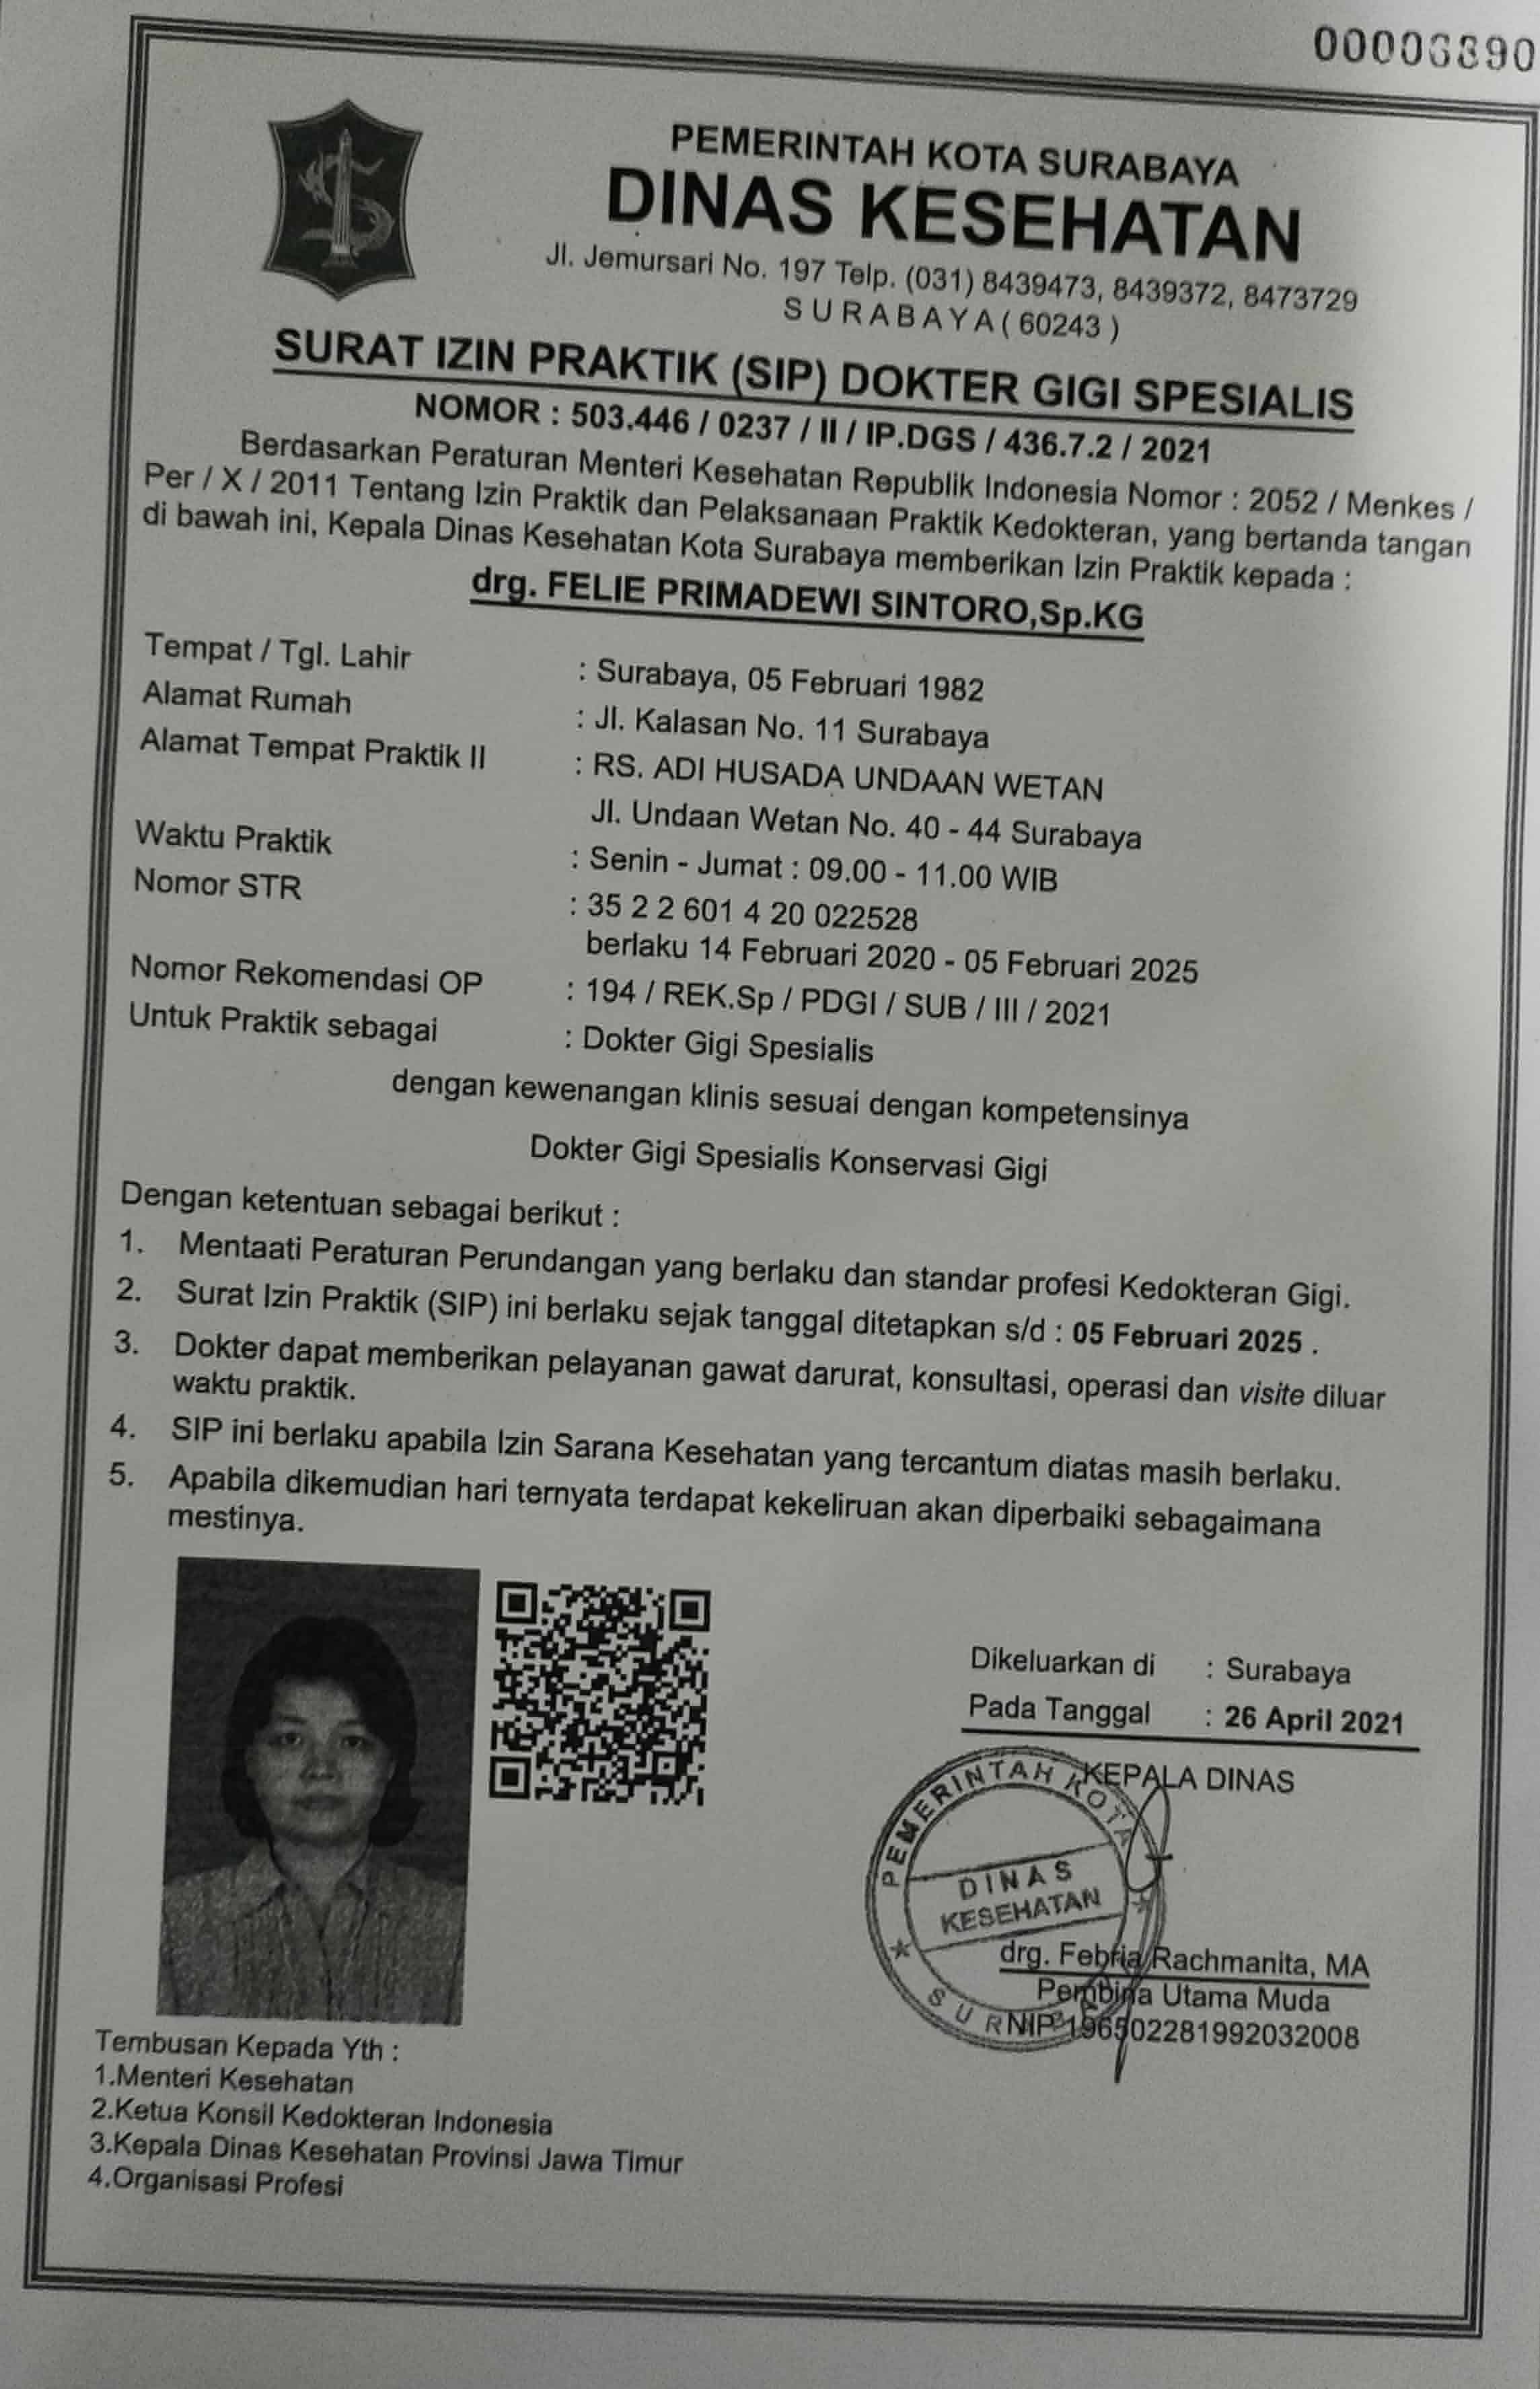 00006890
PEMERINTAH KOTA SURABAYA
DINAS KESEHATAN
Jl. Jemursari No. 197 Telp. (031) 8439473, 8439372, 8473729
SURABAYA ( 60243 )
SURAT IZIN PRAKTIK (SIP) DOKTER GIGI SPESIALIS
NOMOR : 503.446 / 0237 / II / IP.DGS / 436.7.2 / 2021
Berdasarkan Peraturan Menteri Kesehatan Republik Indonesia Nomor : 2052 / Menkes /
Per / X / 2011 Tentang Izin Praktik dan Pelaksanaan Praktik Kedokteran, yang bertanda tangan
di bawah ini, Kepala Dinas Kesehatan Kota Surabaya memberikan Izin Praktik kepada :
drg. FELIE PRIMADEWI SINTORO,Sp.KG
Tempat / Tgl. Lahir : Surabaya, 05 Februari 1982
Alamat Rumah : Jl. Kalasan No. 11 Surabaya
Alamat Tempat Praktik II : RS. ADI HUSADA UNDAAN WETAN
Jl. Undaan Wetan No. 40 - 44 Surabaya
Waktu Praktik : Senin - Jumat : 09.00 - 11.00 WIB
Nomor STR : 35 2 2 601 4 20 022528
berlaku 14 Februari 2020 - 05 Februari 2025
Nomor Rekomendasi OP : 194 / REK.Sp / PDGI / SUB / III / 2021
Untuk Praktik sebagai : Dokter Gigi Spesialis
dengan kewenangan klinis sesuai dengan kompetensinya
Dokter Gigi Spesialis Konservasi Gigi
Dengan ketentuan sebagai berikut :
1. Mentaati Peraturan Perundangan yang berlaku dan standar profesi Kedokteran Gigi.
2. Surat Izin Praktik (SIP) ini berlaku sejak tanggal ditetapkan s/d : 05 Februari 2025 .
3. Dokter dapat memberikan pelayanan gawat darurat, konsultasi, operasi dan visite diluar
waktu praktik.
4. SIP ini berlaku apabila Izin Sarana Kesehatan yang tercantum diatas masih berlaku.
5. Apabila dikemudian hari ternyata terdapat kekeliruan akan diperbaiki sebagaimana
mestinya.
Dikeluarkan di : Surabaya
Pada Tanggal : 26 April 2021
KEPALA DINAS
PEMERINTAH KOTA
DINAS
KESEHATAN
drg. Febria Rachmanita, MA
Pembina Utama Muda
NIP 196502281992032008
Tembusan Kepada Yth :
1.Menteri Kesehatan
2.Ketua Konsil Kedokteran Indonesia
3.Kepala Dinas Kesehatan Provinsi Jawa Timur
4.Organisasi Profesi